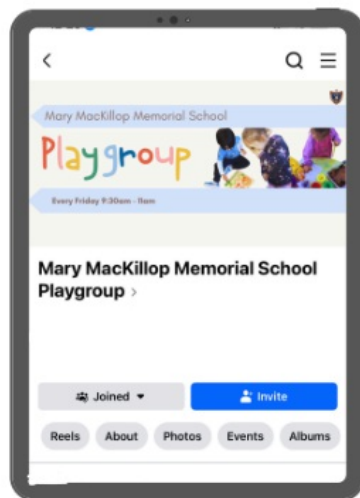 Mary MacKillop Memorial School
Playgroup
Every Friday 9:30am - 11am
Mary MacKillop Memorial School
Playgroup >
Joined
Invite
Reels
About
Photos
Events
Albums